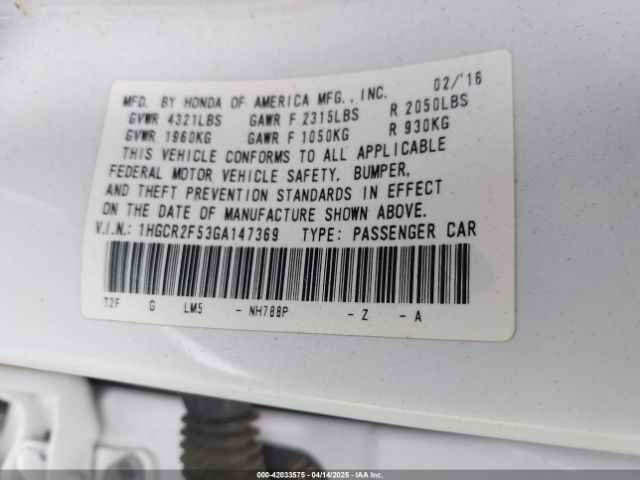 MFD. BY HONDA OF AMERICA MFG., INC. 02/'16
GVWR 4321LBS GAWR F 2315LBS R 2050LBS
GVWR 1960KG GAWR F 1050KG R 930KG
THIS VEHICLE CONFORMS TO ALL APPLICABLE
FEDERAL MOTOR VEHICLE SAFETY, BUMPER,
AND THEFT PREVENTION STANDARDS IN EFFECT
ON THE DATE OF MANUFACTURE SHOWN ABOVE.
V.I.N.: 1HGCR2F53GA147369 TYPE: PASSENGER CAR
T2F G LM5 - NH788P - Z - A
000-42033575 - 04/14/2025 - IAA Inc.